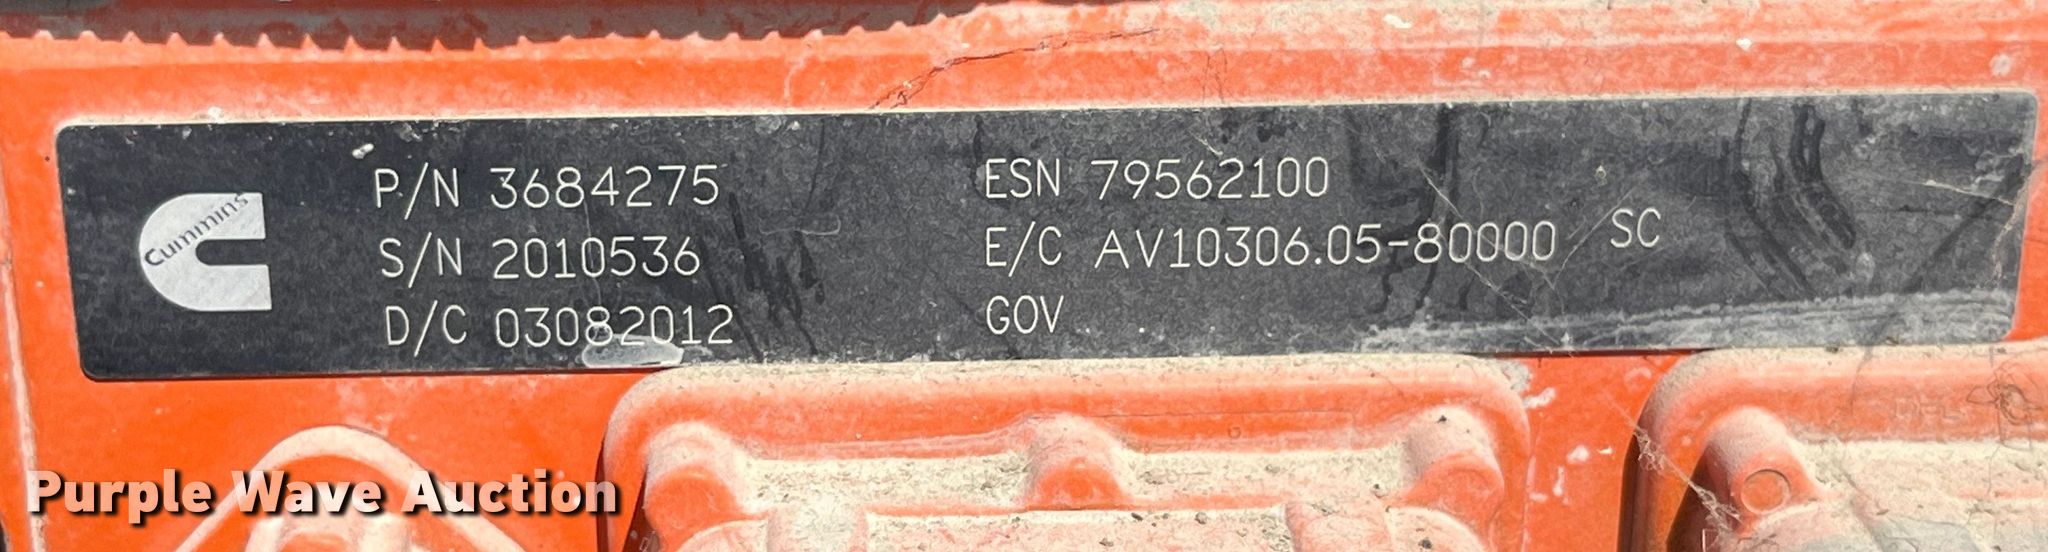 Cummins
P/N 3684275
S/N 2010536
D/C 03082012
ESN 79562100
E/C AV10306.05-80000 SC
GOV
Purple Wave Auction